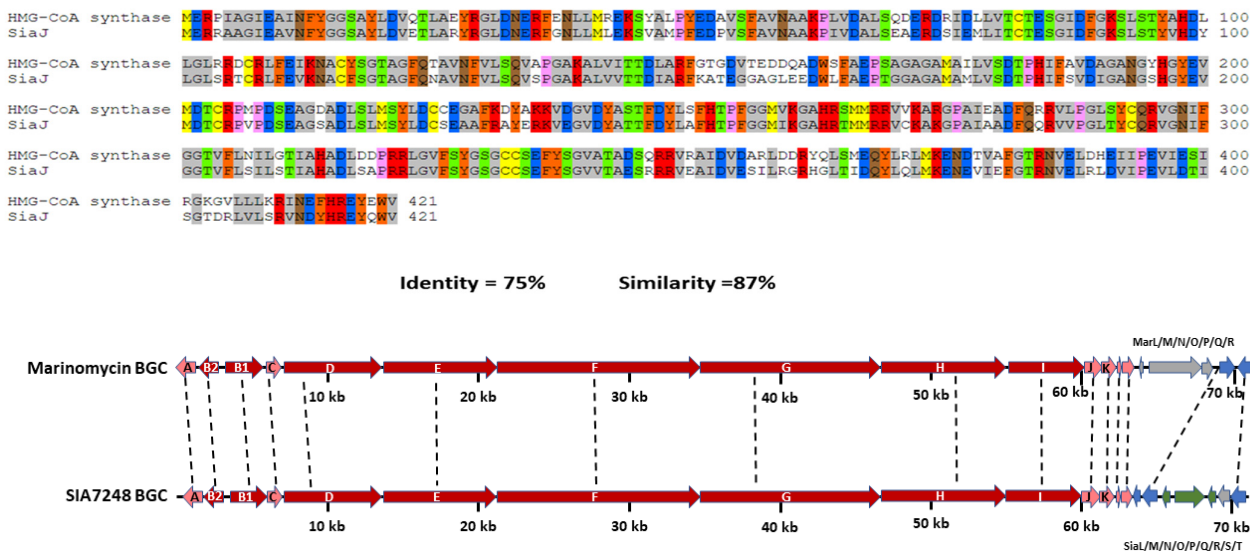 HMG-CoA synthase MERPIAGIEAINFYGGSAYLDVQTLAEYRGLDNERFENLLMREKSYALPYEDAVSFAVNAAKPLVDALSQDERDRIDLLVTCTESGIDFGKSLSTYAHDL 100
SiaJ MERRAAGIEAVNFYGGSAYLDVETLARYRGLDNERFGNLLMLEKSVAMPFEDPVSFAVNAAKPIVDALSEAERDSIEMLITCTESGIDFGKSLSTYVHDY 100
HMG-CoA synthase LGLRRDCRLFEIKNACYSGTAGFQTAVNFVLSQVAPGAKALVITTDLARFGTGDVTEDDQADWSFAEPSAGAGAMAILVSDTPHIFAVDAGANGYHGYEV 200
SiaJ LGLSRTCRLFEVKNACFSGTAGFQNAVNFVLSQVSPGAKALVVTTDIARFKATEGGAGLEEDWLFAEPTGGAGAMAMLVSDTPHIFSVDIGANGSHGYEV 200
HMG-CoA synthase MDTCRPMPDSEAGDADLSLMSYLDCCEGAFKDYAKKVDGVDYASTFDYLSFHTPFGGMVKGAHRSMMRRVVKARGPAIEADFQRRVLPGLSYCQRVGNIF 300
SiaJ MDTCRPVPDSEAGSADLSLMSYLDCSEAAFRAYERKVEGVDYATTFDYLAFHTPFGGMIKGAHRTMMRRVCKAKGPAIAADFQQRVVPGLTYCQRVGNIF 300
HMG-CoA synthase GGTVFLNILGTIAHADLDDPRRLGVFSYGSGCCSEFYSGVATADSQRRVRAIDVDARLDDRYQLSMEQYLRLMKENDTVAFGTRNVELDHEIIPEVIESI 400
SiaJ GGTVFLSILSTIAHADLSAPRRLGVFSYGSGCCSEFYSGVVTAESRRRVEAIDVESILRGRHGLTIDQYLQLMKENEVIEFGTRNVELRLDVIPEVLDTI 400
HMG-CoA synthase RGKGVLLLKRINEFHREYEWV 421
SiaJ SGTDRLVLSRVNDYHREYQWV 421
Identity = 75% Similarity =87%
MarL/M/N/O/P/Q/R
Marinomycin BGC A B2 B1 C D E F G H I J K
10 kb 20 kb 30 kb 40 kb 50 kb 60 kb 70 kb
SIA7248 BGC A B2 B1 C D E F G H I J K
10 kb 20 kb 30 kb 40 kb 50 kb 60 kb 70 kb
SiaL/M/N/O/P/Q/R/S/T